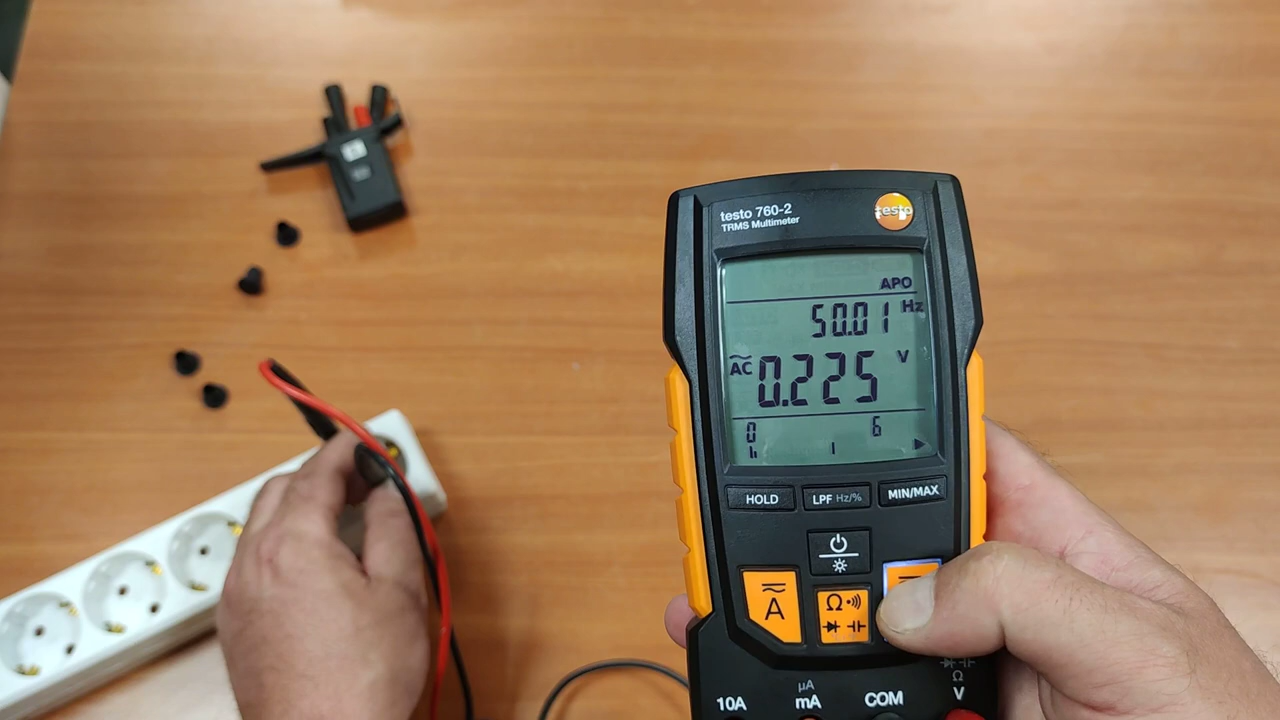 testo 760-2
TRMS Multimeter
testo
APO
50.01 Hz
AC 0.225 V
0 6
HOLD
LPF Hz/%
MIN/MAX
A
Ω
10A
µA
mA
COM
Ω
V